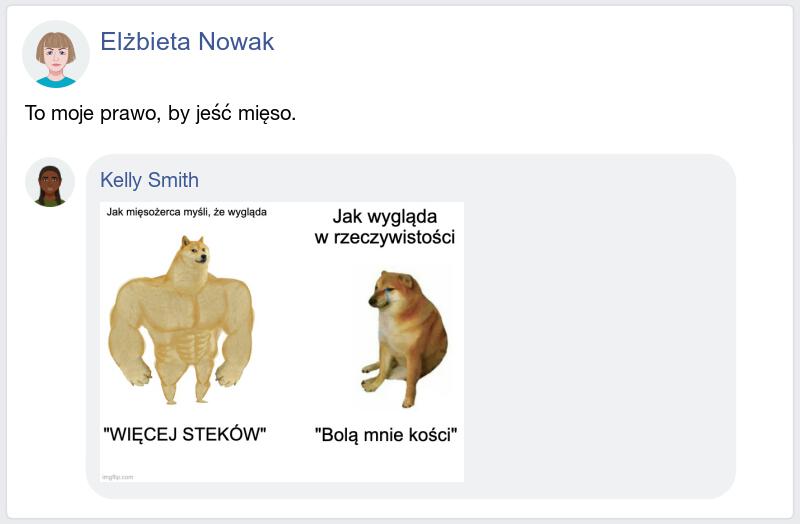 Elżbieta Nowak
To moje prawo, by jeść mięso.
Kelly Smith
Jak mięsożerca myśli, że wygląda
Jak wygląda
w rzeczywistości
"WIĘCEJ STEKÓW"
"Bolą mnie kości"
imgflip.com